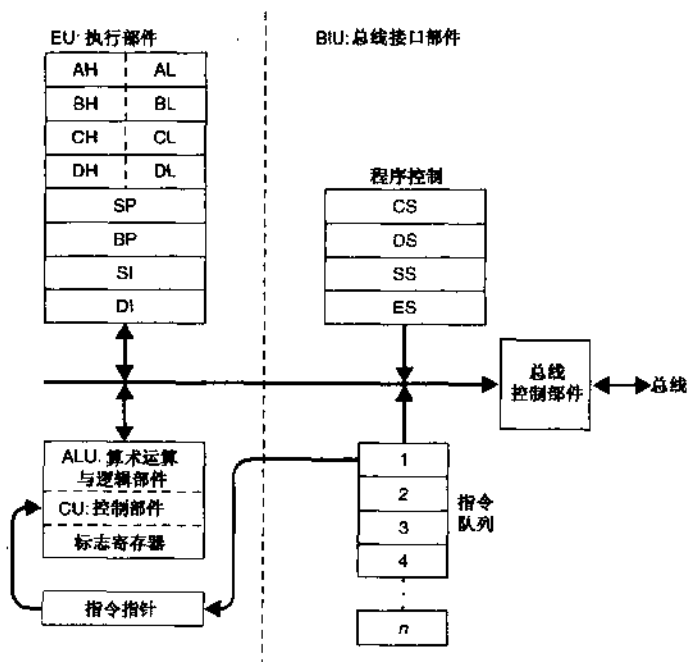 EU: 执行部件
BIU: 总线接口部件
AH AL
BH BL
CH CL
DH DL
SP
BP
SI
DI
程序控制
CS
DS
SS
ES
总线
控制部件
总线
ALU: 算术运算
与逻辑部件
CU: 控制部件
标志寄存器
指令指针
1
2
3
4
n
指令
队列